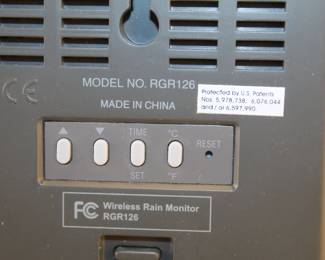 MODEL NO. RGR126
CE
Protected by U.S. Patents
Nos. 5,978,738, 6,076,044
and / or 6,597,990
MADE IN CHINA
TIME °C
RESET
SET °F
FC Wireless Rain Monitor
RGR126